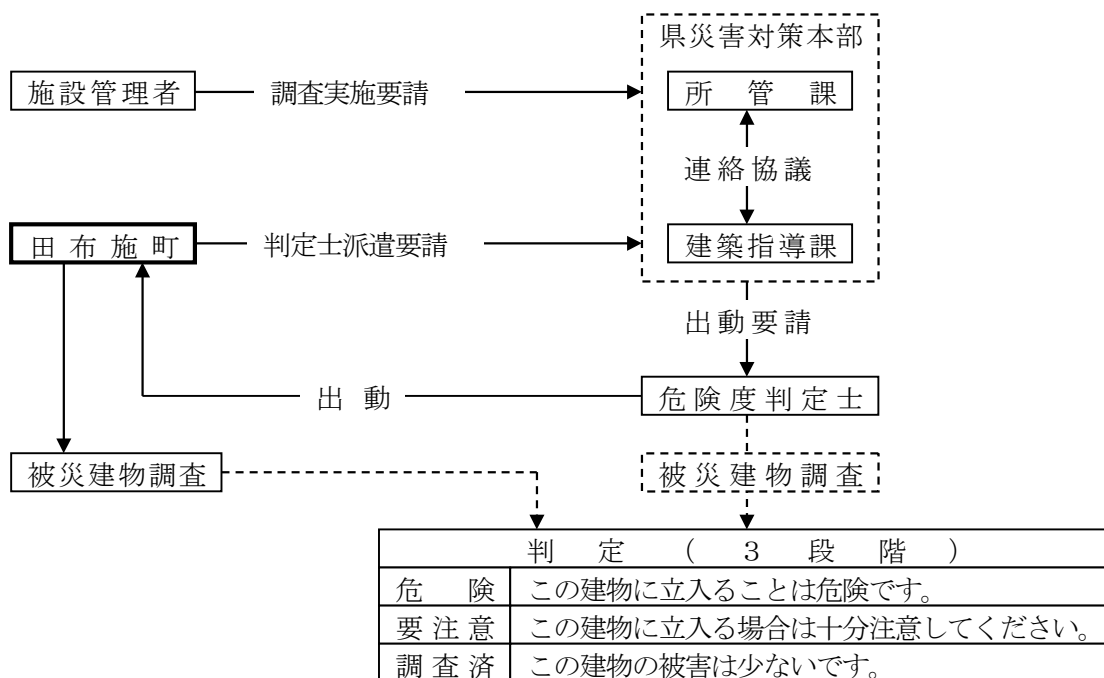 県災害対策本部
施設管理者 調査実施要請 所管課
連絡協議
田布施町 判定士派遣要請 建築指導課
出動要請
出動 危険度判定士
被災建物調査 被災建物調査
判定(3段階)
危険 この建物に立入ることは危険です。
要注意 この建物に立入る場合は十分注意してください。
調査済 この建物の被害は少ないです。